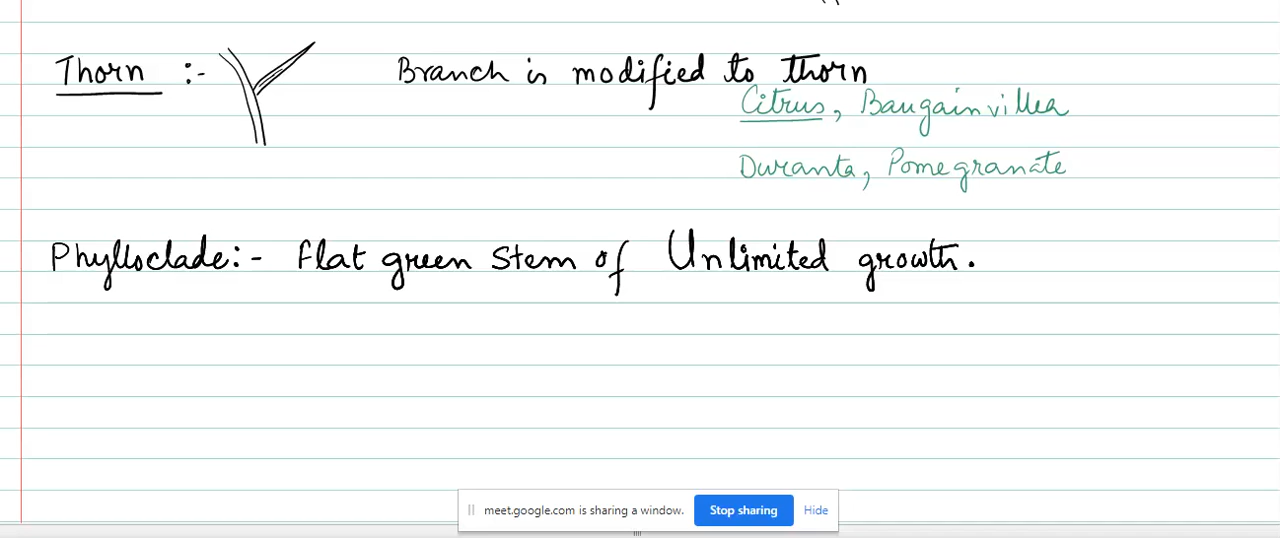 Thorn :- Branch is modified to thorn
Citrus, Baugainvillea
Duranta, Pomegranate
Phylloclade:- flat green stem of Unlimited growth.
meet.google.com is sharing a window. Stop sharing Hide